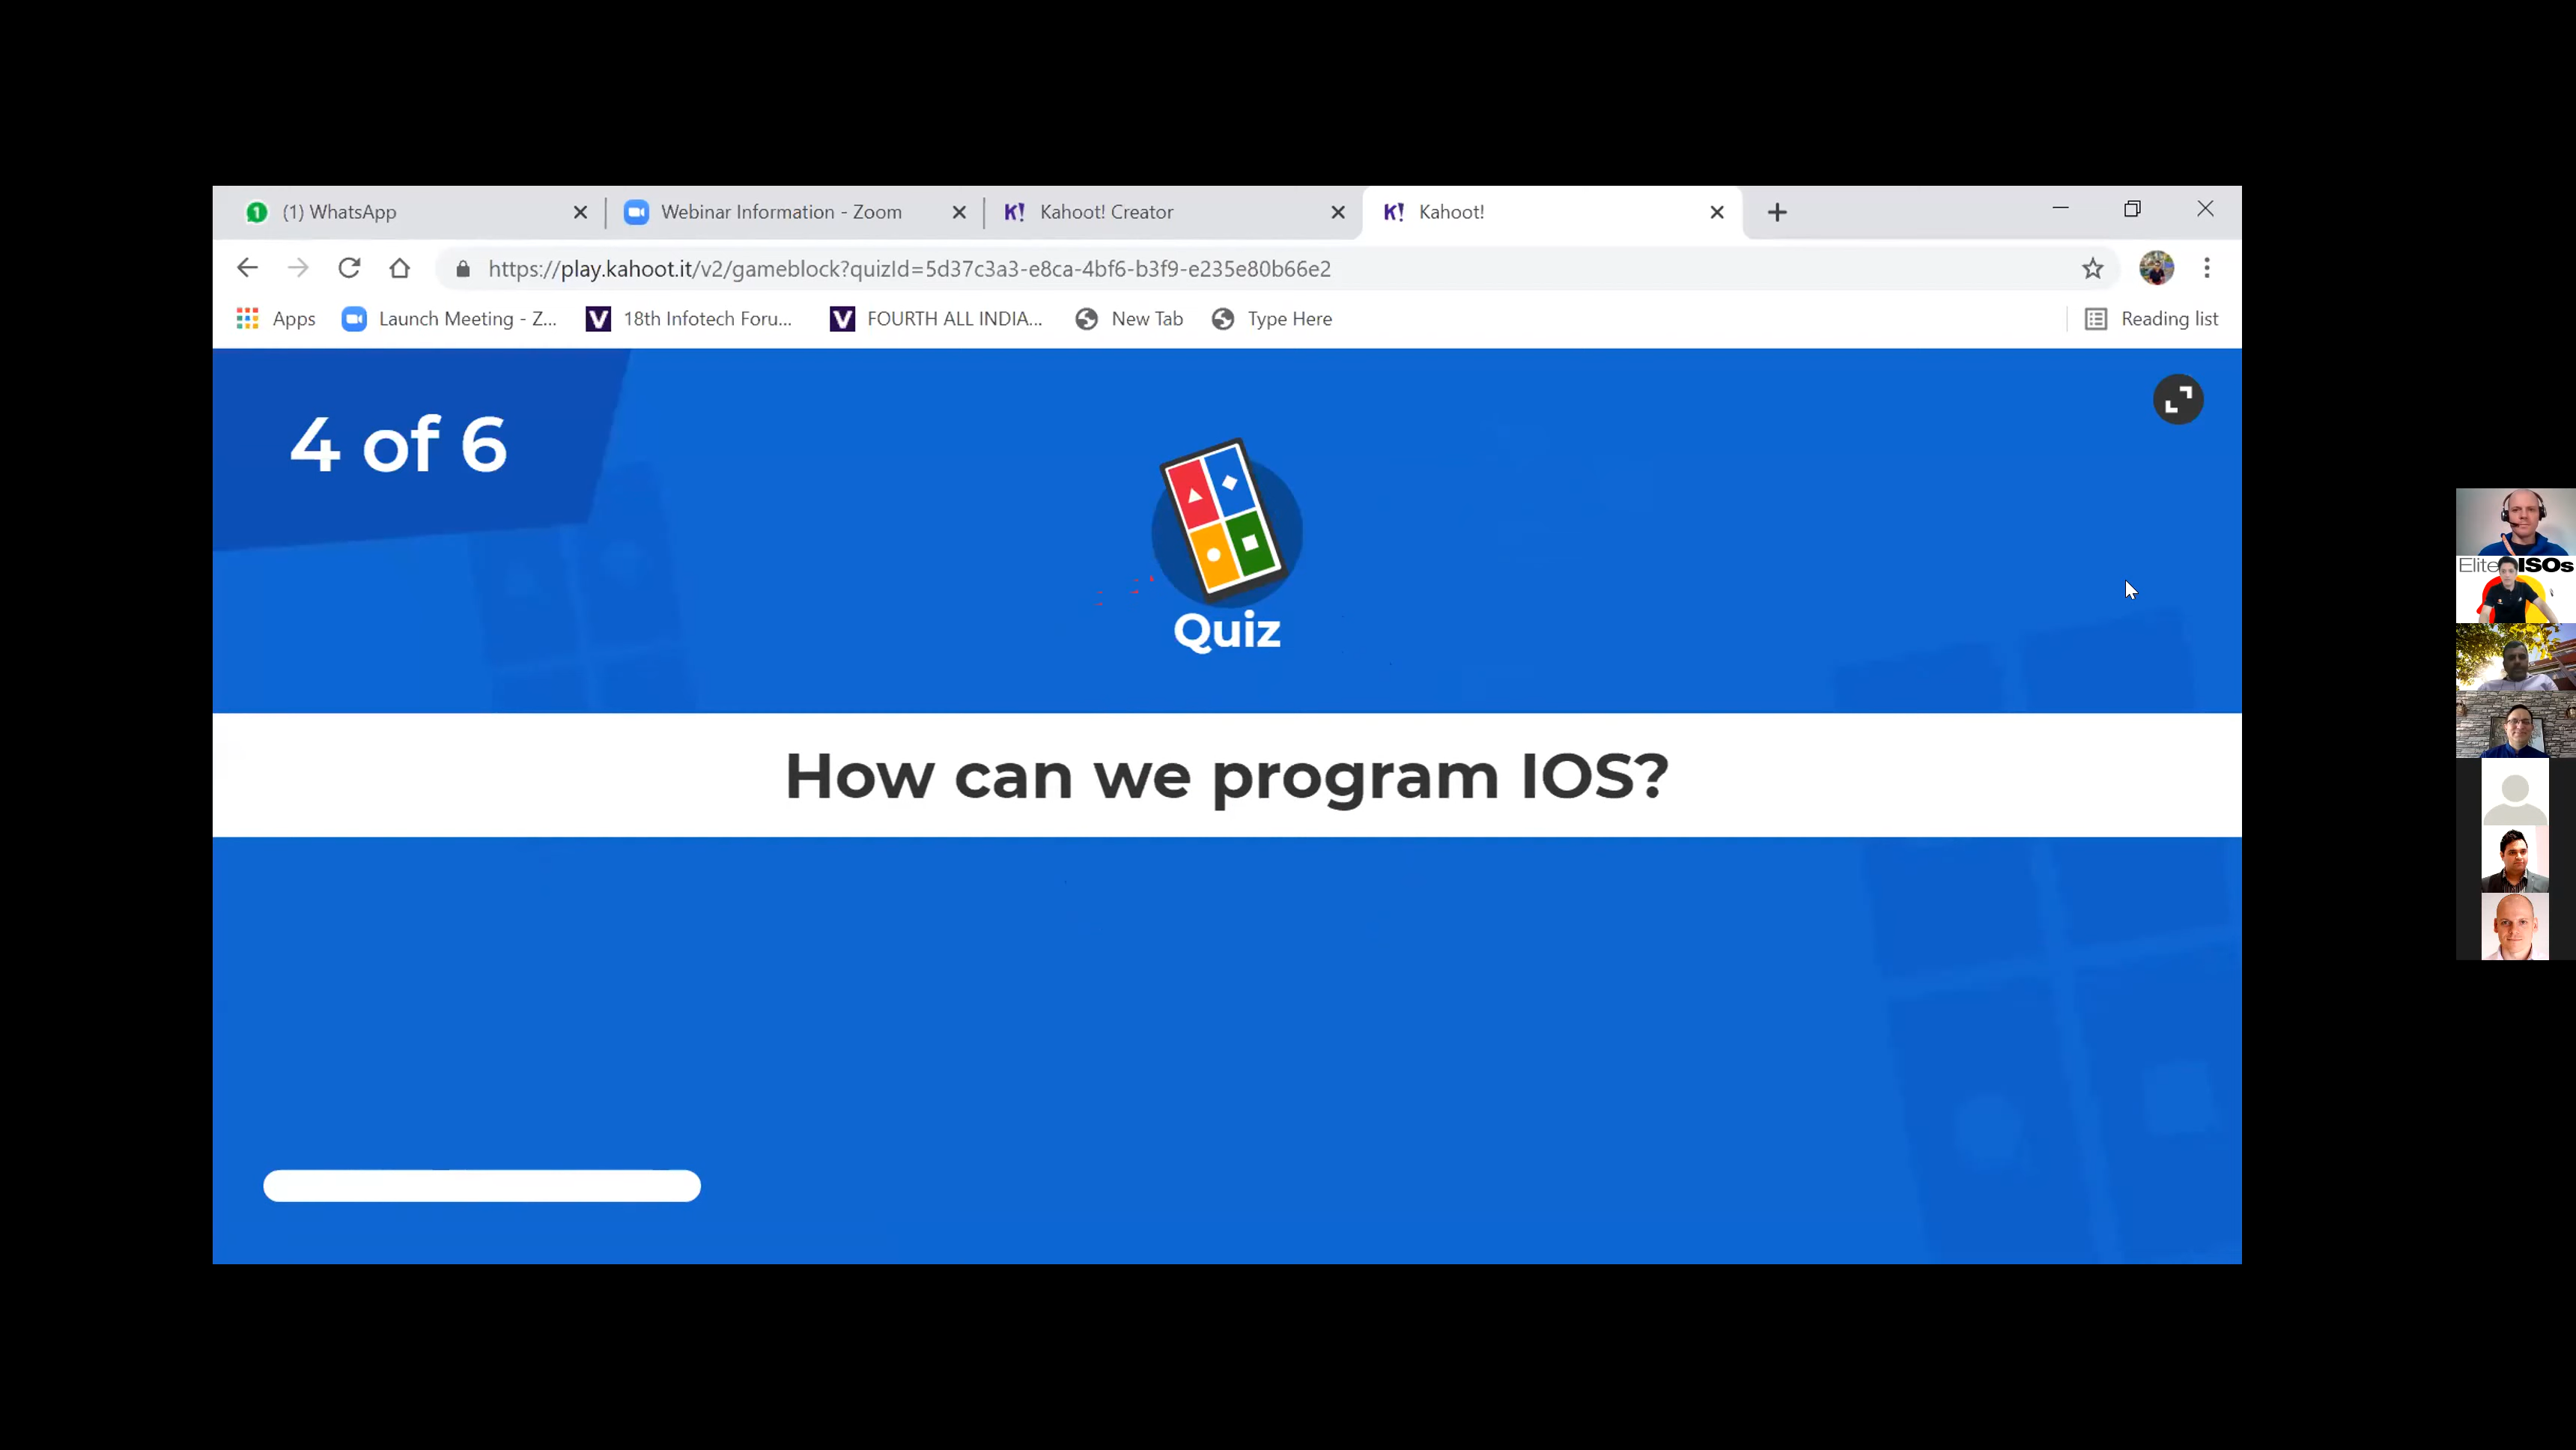 1 (1) WhatsApp
Webinar Information - Zoom
K! Kahoot! Creator
K! Kahoot!
https://play.kahoot.it/v2/gameblock?quizId=5d37c3a3-e8ca-4bf6-b3f9-e235e80b66e2
Apps
Launch Meeting - Z...
V 18th Infotech Foru...
V FOURTH ALL INDIA...
New Tab
Type Here
Reading list
4 of 6
Quiz
How can we program IOS?
Elite ISOs